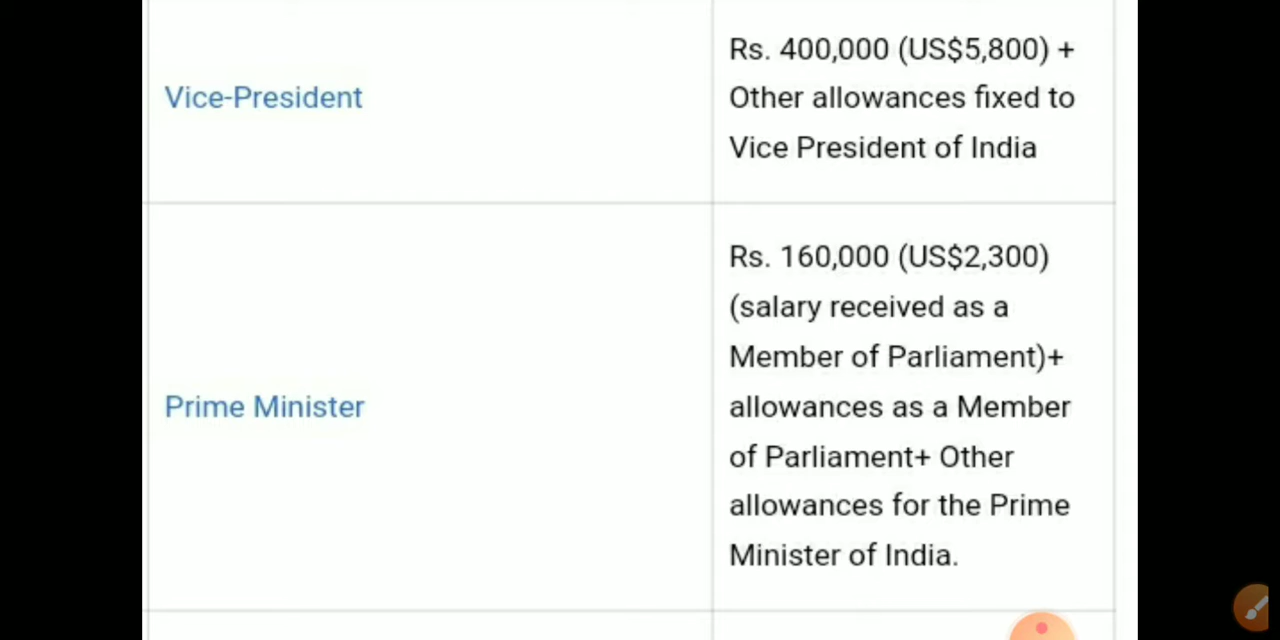 Vice-President
Rs. 400,000 (US$5,800) +
Other allowances fixed to
Vice President of India
Prime Minister
Rs. 160,000 (US$2,300)
(salary received as a
Member of Parliament)+
allowances as a Member
of Parliament+ Other
allowances for the Prime
Minister of India.